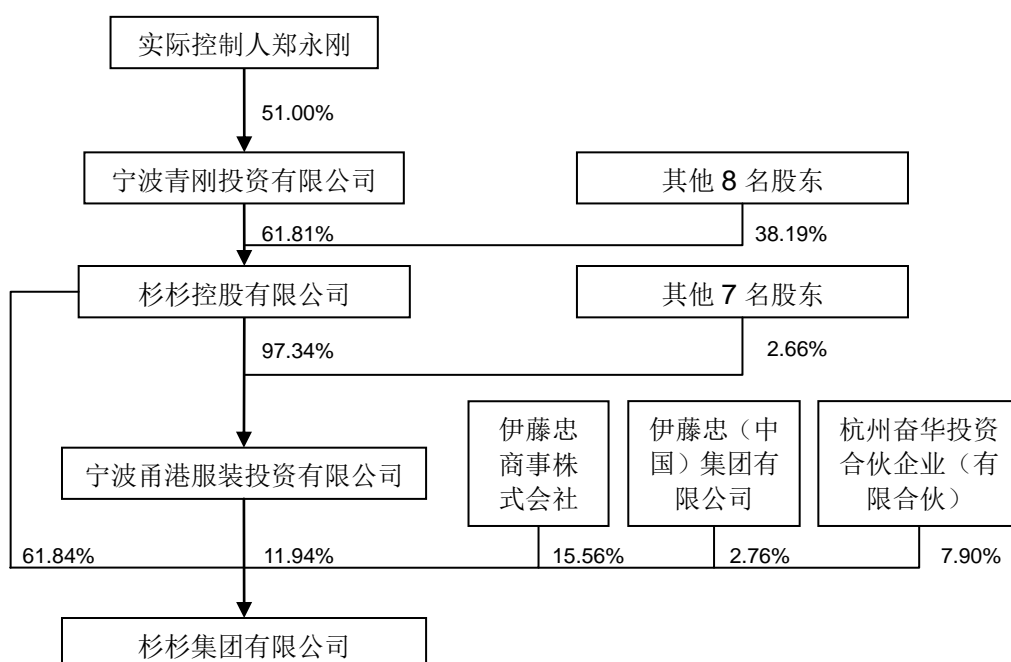 实际控制人郑永刚
51.00%
宁波青刚投资有限公司
其他 8 名股东
61.81%
38.19%
杉杉控股有限公司
其他 7 名股东
97.34%
2.66%
伊藤忠
商事株
式会社
伊藤忠（中
国）集团有
限公司
杭州奋华投资
合伙企业（有
限合伙）
宁波甬港服装投资有限公司
61.84%
11.94%
15.56%
2.76%
7.90%
杉杉集团有限公司